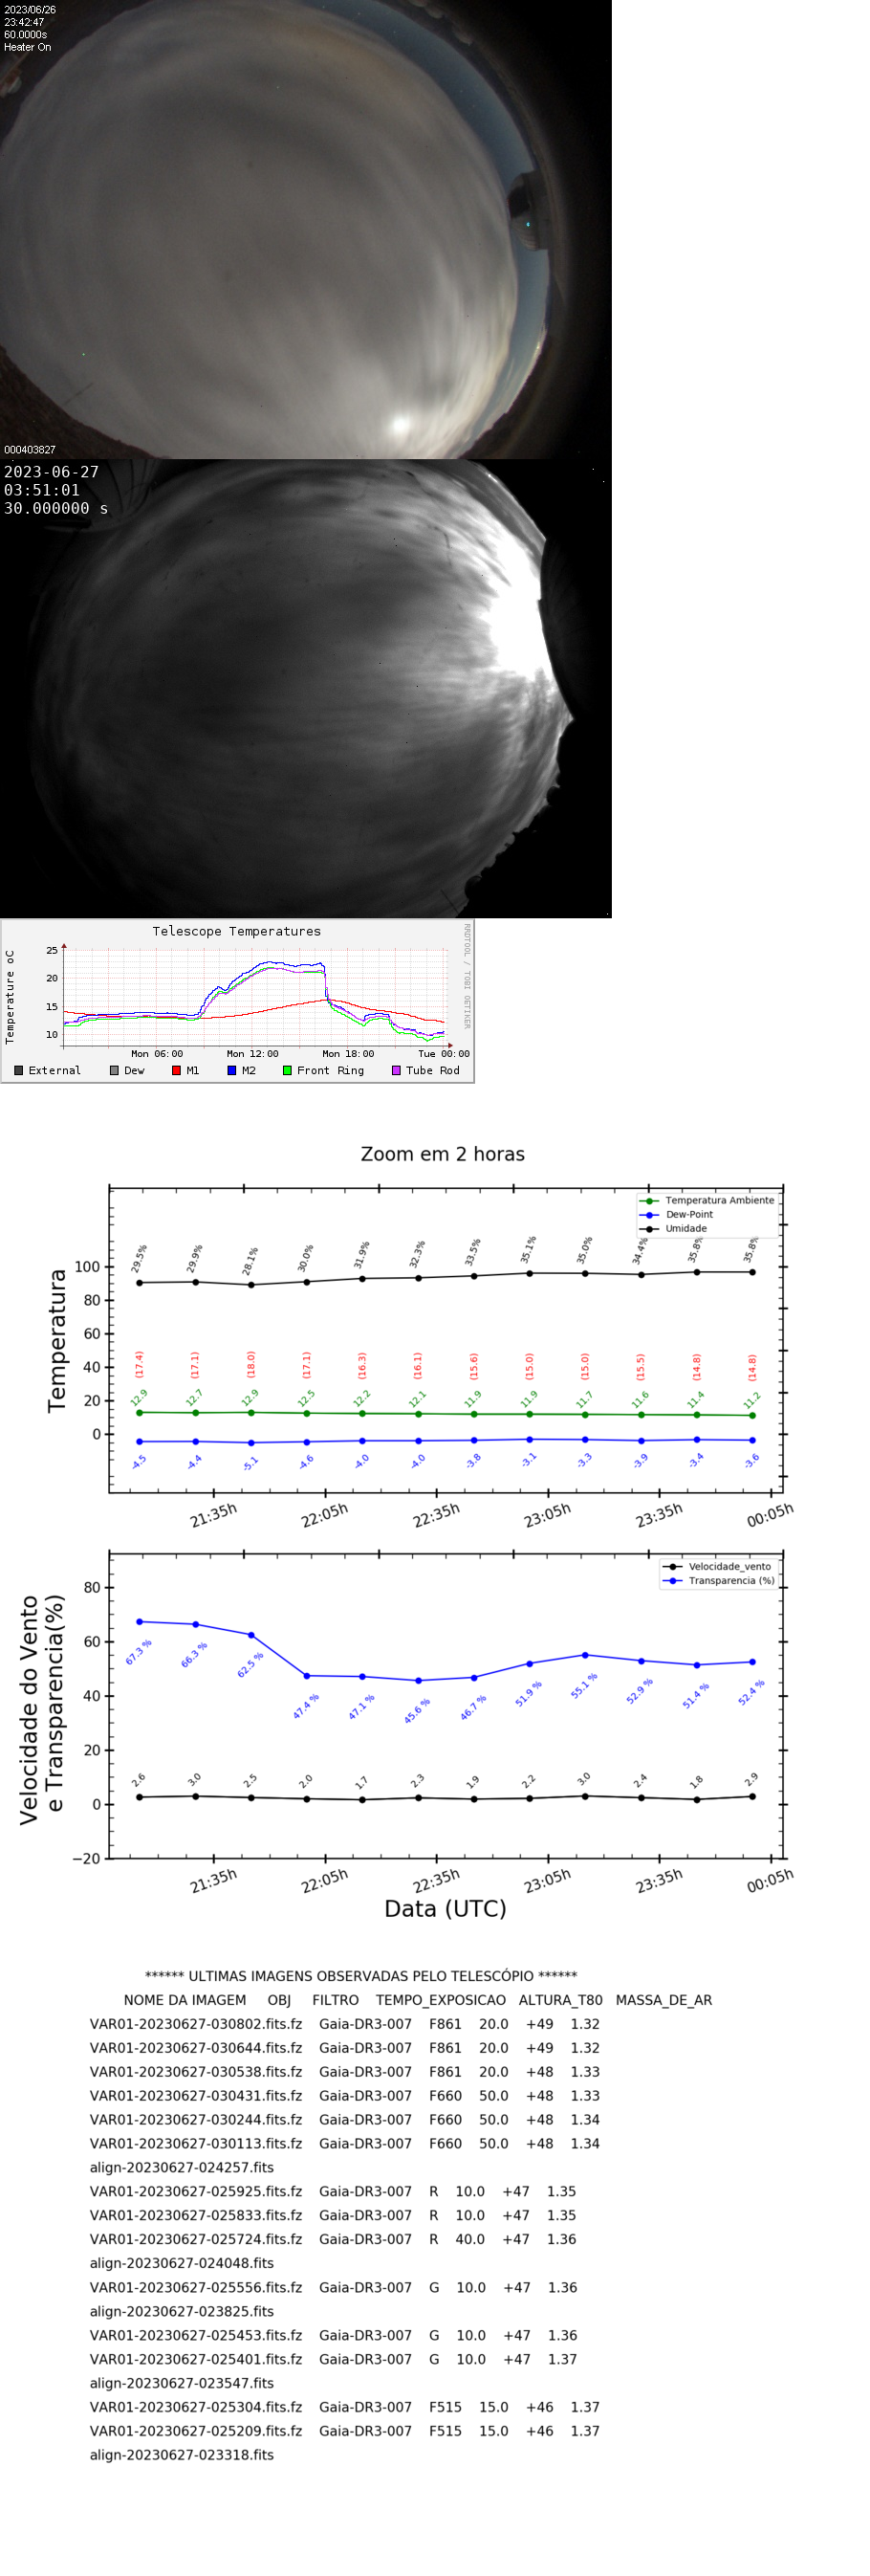 2023/06/26
23:42:47
60.0000s
Heater On
000403827
2023-06-27
03:51:01
30.000000 s
Telescope Temperatures
RRDTOOL / TOBI OETIKER
Temperature oC
25
20
15
10
Mon 06:00 Mon 12:00 Mon 18:00 Tue 00:00
External Dew M1 M2 Front Ring Tube Rod
Zoom em 2 horas
Temperatura Ambiente
Dew-Point
Umidade
Temperatura
100
80
60
40
20
0
29.5% 29.9% 28.1% 30.0% 31.9% 32.3% 33.5% 35.1% 35.0% 34.4% 35.8% 35.8%
(17.4) (17.1) (18.0) (17.1) (16.3) (16.1) (15.6) (15.0) (15.0) (15.5) (14.8) (14.8)
12.9 12.7 12.9 12.5 12.2 12.1 11.9 11.9 11.7 11.6 11.4 11.2
-4.5 -4.4 -5.1 -4.6 -4.0 -4.0 -3.8 -3.1 -3.3 -3.9 -3.4 -3.6
21:35h 22:05h 22:35h 23:05h 23:35h 00:05h
Velocidade_vento
Transparencia (%)
Velocidade do Vento
e Transparencia(%)
80
60
40
20
0
−20
67.3 % 66.3 % 62.5 % 47.4 % 47.1 % 45.6 % 46.7 % 51.9 % 55.1 % 52.9 % 51.4 % 52.4 %
2.6 3.0 2.5 2.0 1.7 2.3 1.9 2.2 3.0 2.4 1.8 2.9
21:35h 22:05h 22:35h 23:05h 23:35h 00:05h
Data (UTC)
****** ULTIMAS IMAGENS OBSERVADAS PELO TELESCÓPIO ******
NOME DA IMAGEM OBJ FILTRO TEMPO_EXPOSICAO ALTURA_T80 MASSA_DE_AR
VAR01-20230627-030802.fits.fz Gaia-DR3-007 F861 20.0 +49 1.32
VAR01-20230627-030644.fits.fz Gaia-DR3-007 F861 20.0 +49 1.32
VAR01-20230627-030538.fits.fz Gaia-DR3-007 F861 20.0 +48 1.33
VAR01-20230627-030431.fits.fz Gaia-DR3-007 F660 50.0 +48 1.33
VAR01-20230627-030244.fits.fz Gaia-DR3-007 F660 50.0 +48 1.34
VAR01-20230627-030113.fits.fz Gaia-DR3-007 F660 50.0 +48 1.34
align-20230627-024257.fits
VAR01-20230627-025925.fits.fz Gaia-DR3-007 R 10.0 +47 1.35
VAR01-20230627-025833.fits.fz Gaia-DR3-007 R 10.0 +47 1.35
VAR01-20230627-025724.fits.fz Gaia-DR3-007 R 40.0 +47 1.36
align-20230627-024048.fits
VAR01-20230627-025556.fits.fz Gaia-DR3-007 G 10.0 +47 1.36
align-20230627-023825.fits
VAR01-20230627-025453.fits.fz Gaia-DR3-007 G 10.0 +47 1.36
VAR01-20230627-025401.fits.fz Gaia-DR3-007 G 10.0 +47 1.37
align-20230627-023547.fits
VAR01-20230627-025304.fits.fz Gaia-DR3-007 F515 15.0 +46 1.37
VAR01-20230627-025209.fits.fz Gaia-DR3-007 F515 15.0 +46 1.37
align-20230627-023318.fits